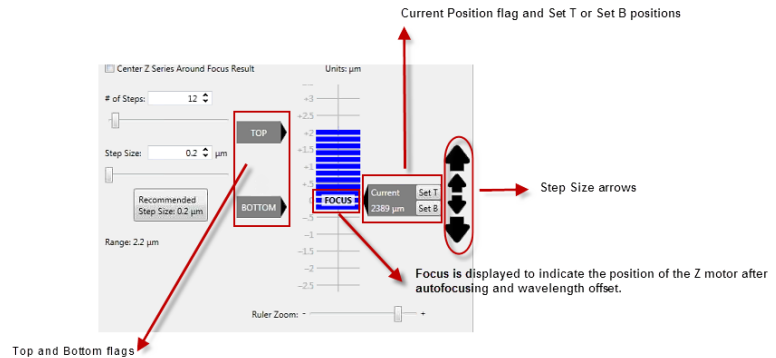 Current Position flag and Set T or Set B positions
Center Z Series Around Focus Result
Units: µm
# of Steps: 12
Step Size: 0.2 µm
Recommended
Step Size: 0.2 µm
Range: 2.2 µm
TOP
BOTTOM
+3
+2.5
+2
+1.5
+1
+.5
FOCUS
-1.5
-2
-2.5
Current
2389 µm
Set T
Set B
Step Size arrows
Focus is displayed to indicate the position of the Z motor after
autofocusing and wavelength offset.
Ruler Zoom: - +
Top and Bottom flags